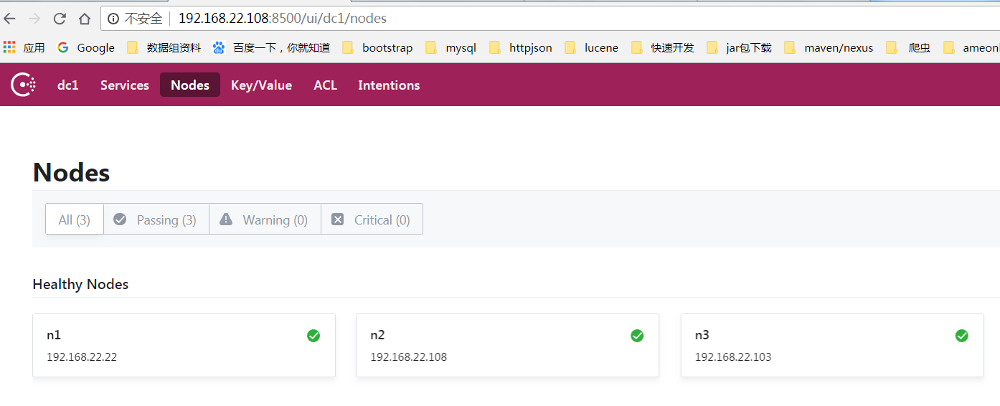 不安全 192.168.22.108:8500/ui/dc1/nodes
应用 Google 数据组资料 百度一下，你就知道 bootstrap mysql httpjson lucene 快速开发 jar包下载 maven/nexus 爬虫
dc1 Services Nodes Key/Value ACL Intentions
Nodes
All (3) Passing (3) Warning (0) Critical (0)
Healthy Nodes
n1 n2 n3
192.168.22.22 192.168.22.108 192.168.22.103